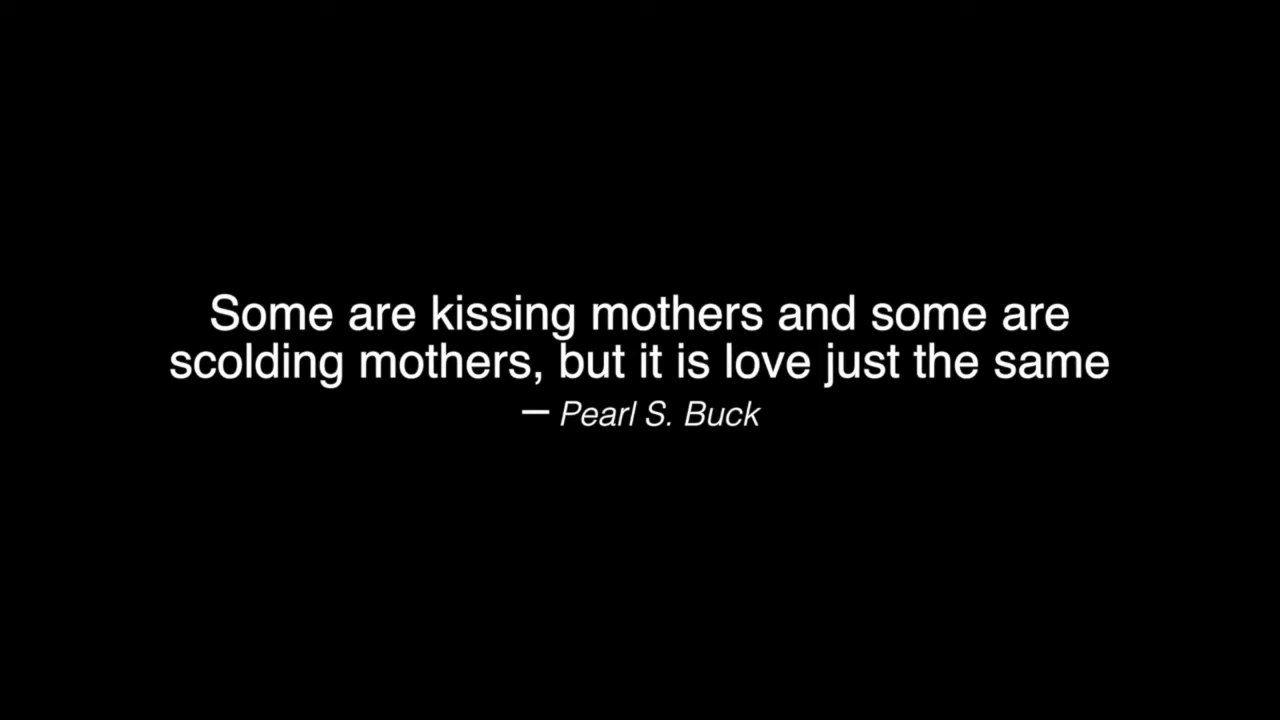 Some are kissing mothers and some are
scolding mothers, but it is love just the same
— Pearl S. Buck